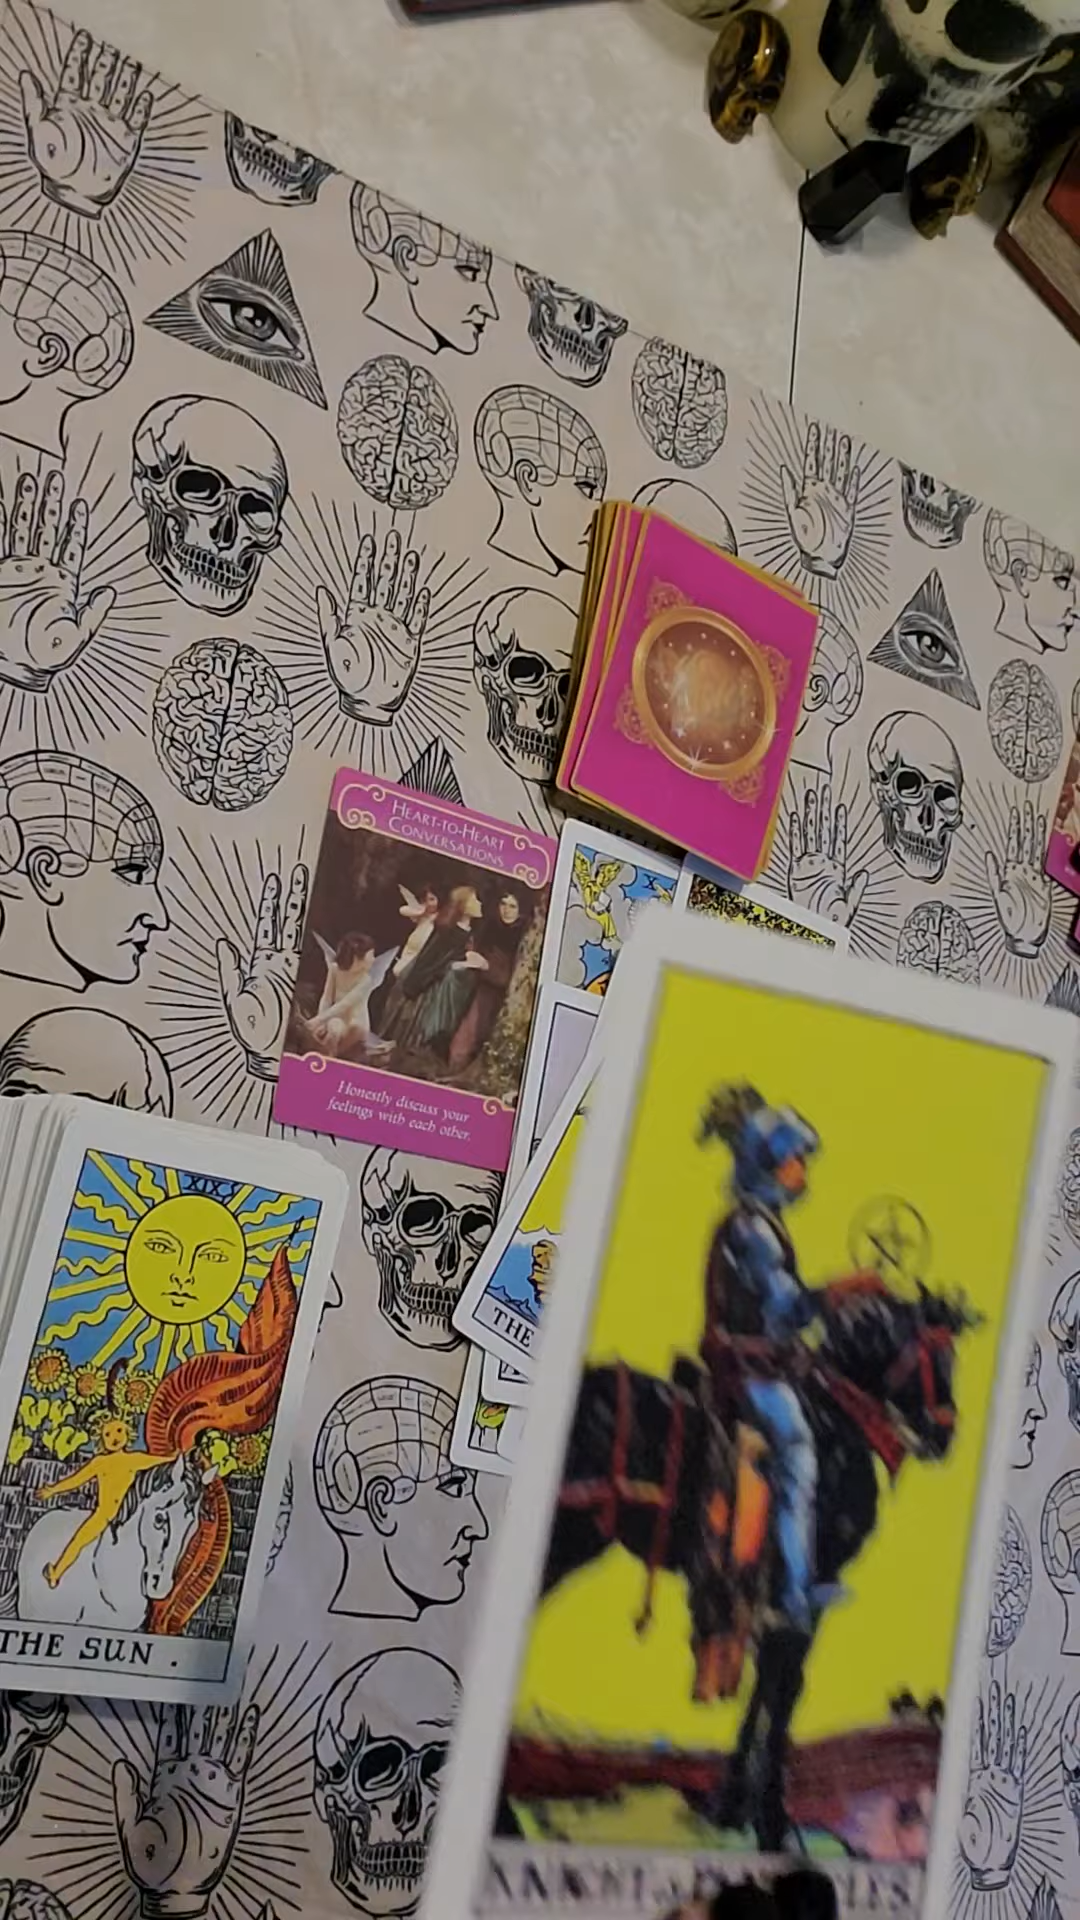 HEART-TO-HEART
CONVERSATIONS
X
Honestly discuss your
feelings with each other.
XIX
THE
THE SUN.